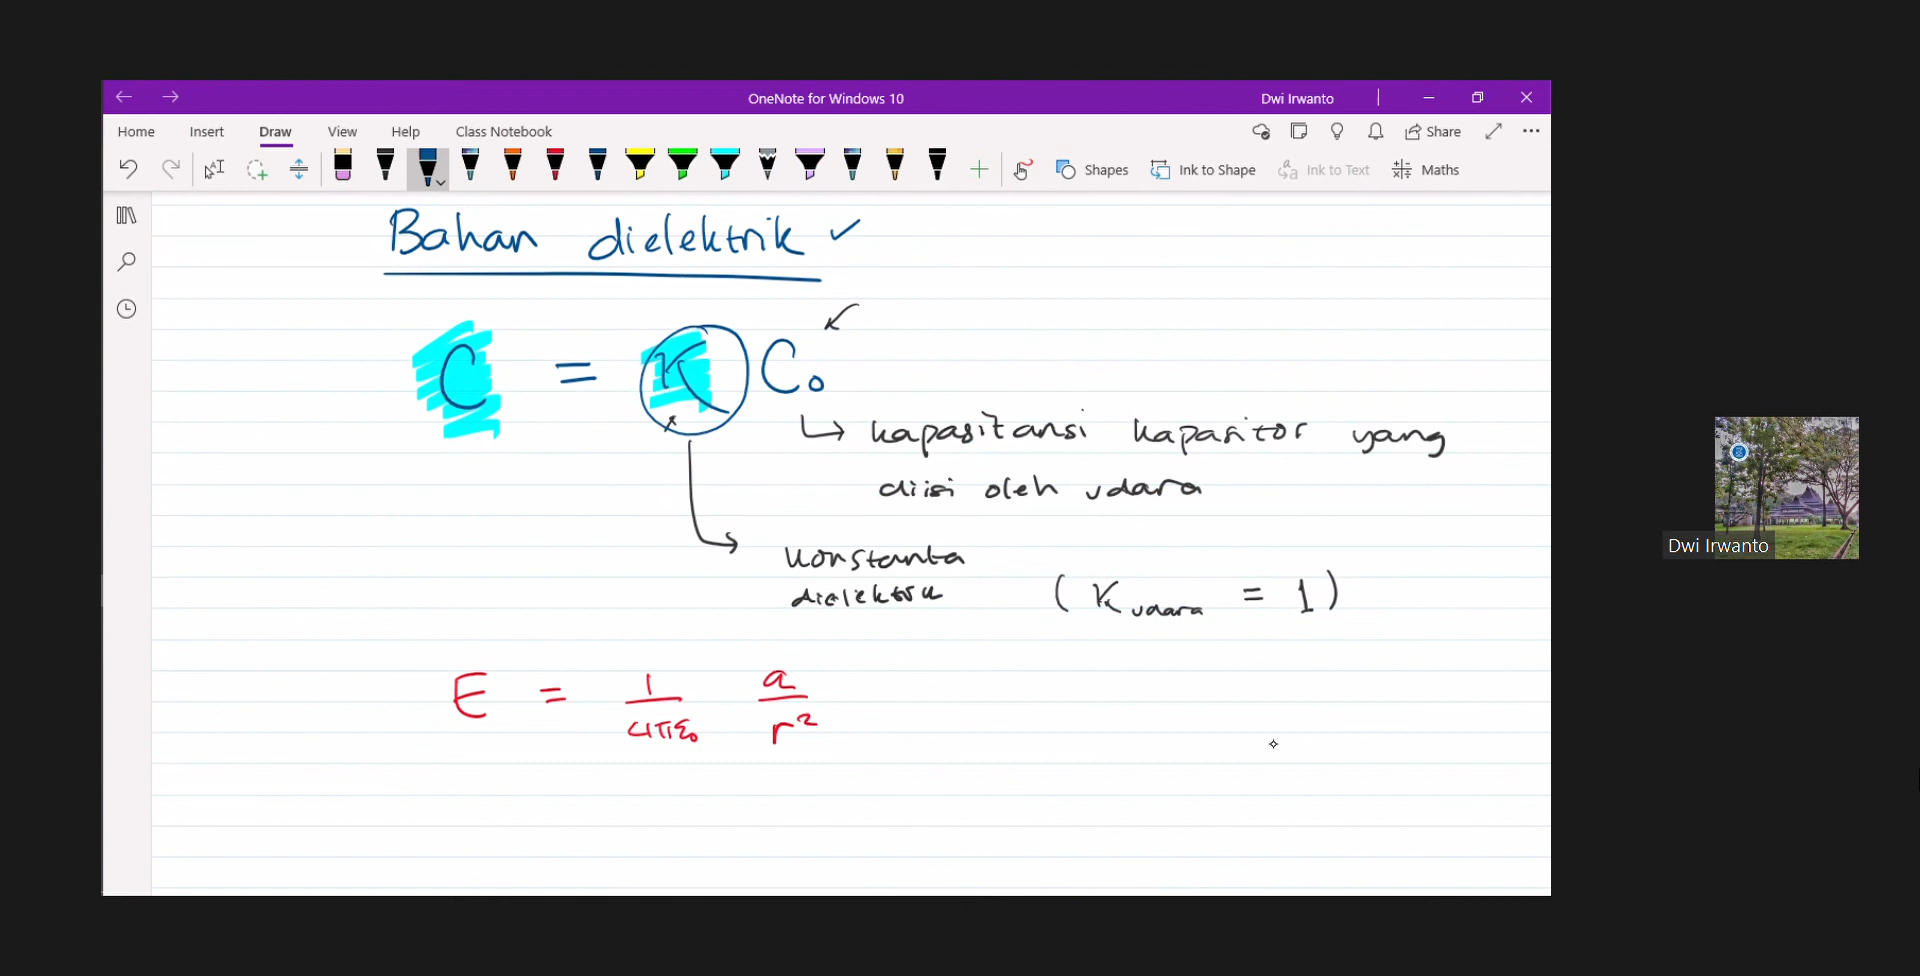 OneNote for Windows 10
Dwi Irwanto
Home Insert Draw View Help Class Notebook Share
Shapes Ink to Shape Ink to Text Maths
Bahan dielektrik ✓
C = K C₀
↳ kapasitansi kapasitor yang
diisi oleh udara
konstanta
dielektrik
( K udara = 1 )
E = 1/4πε₀ a/r²
Dwi Irwanto